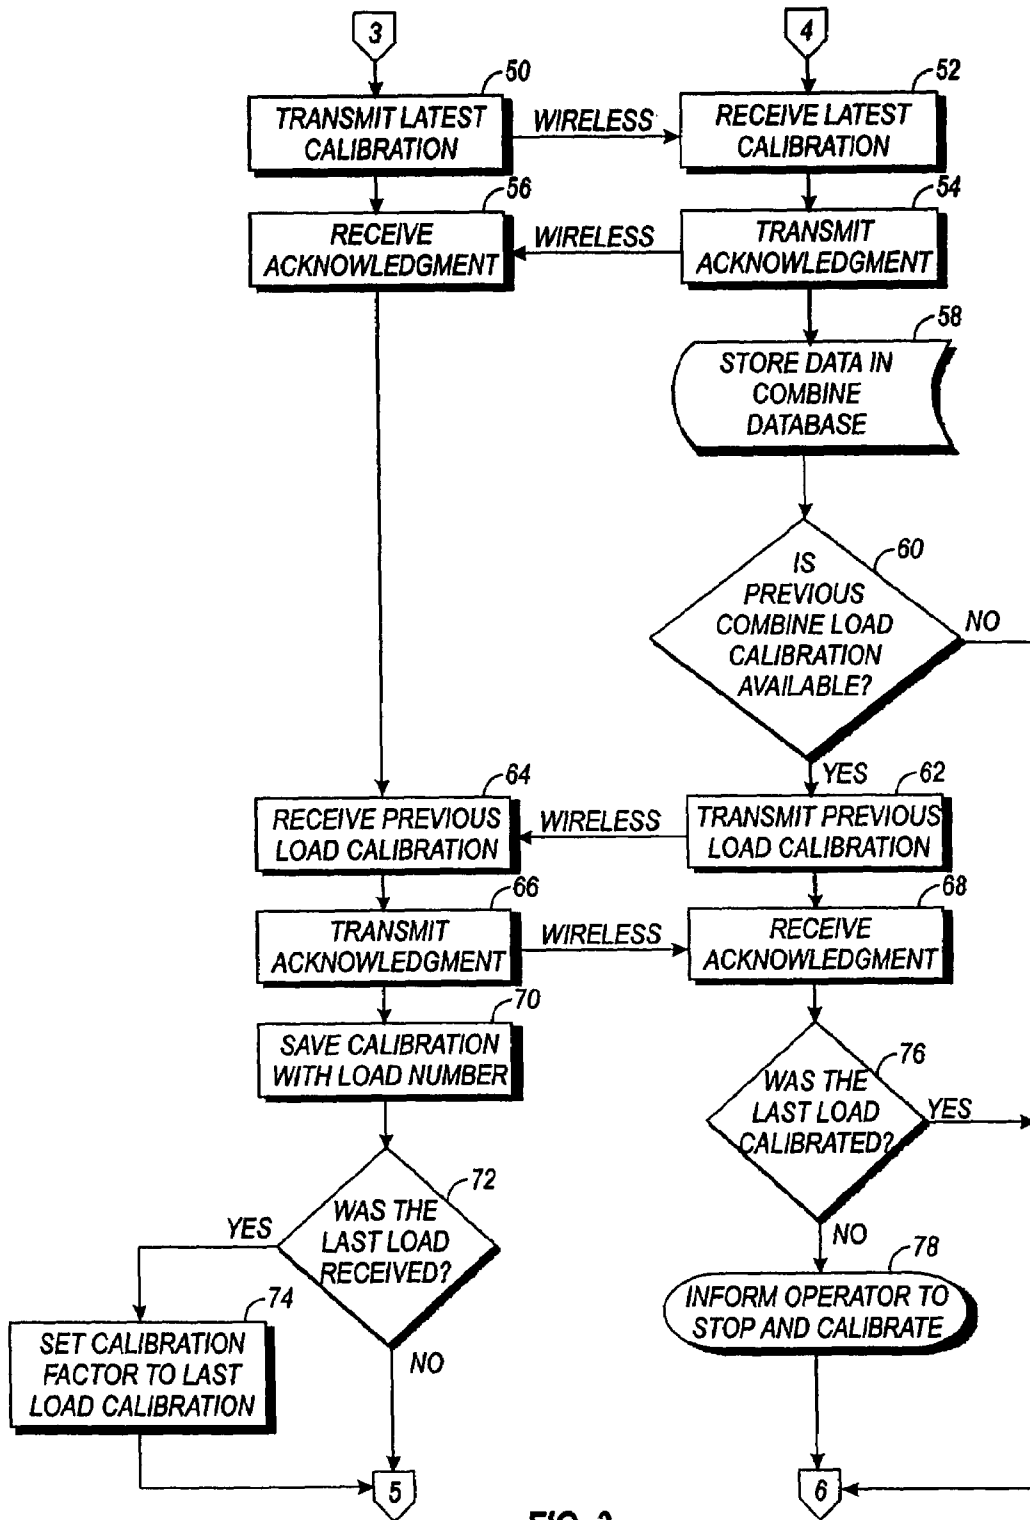 3
4
50
52
TRANSMIT LATEST
CALIBRATION
WIRELESS
RECEIVE LATEST
CALIBRATION
56
54
RECEIVE
ACKNOWLEDGMENT
WIRELESS
TRANSMIT
ACKNOWLEDGMENT
58
STORE DATA IN
COMBINE
DATABASE
60
IS
PREVIOUS
COMBINE LOAD
CALIBRATION
AVAILABLE?
NO
YES
64
62
RECEIVE PREVIOUS
LOAD CALIBRATION
WIRELESS
TRANSMIT PREVIOUS
LOAD CALIBRATION
66
68
TRANSMIT
ACKNOWLEDGMENT
WIRELESS
RECEIVE
ACKNOWLEDGMENT
70
SAVE CALIBRATION
WITH LOAD NUMBER
76
WAS THE
LAST LOAD
CALIBRATED?
YES
NO
72
WAS THE
LAST LOAD
RECEIVED?
YES
NO
74
SET CALIBRATION
FACTOR TO LAST
LOAD CALIBRATION
78
INFORM OPERATOR TO
STOP AND CALIBRATE
5
6